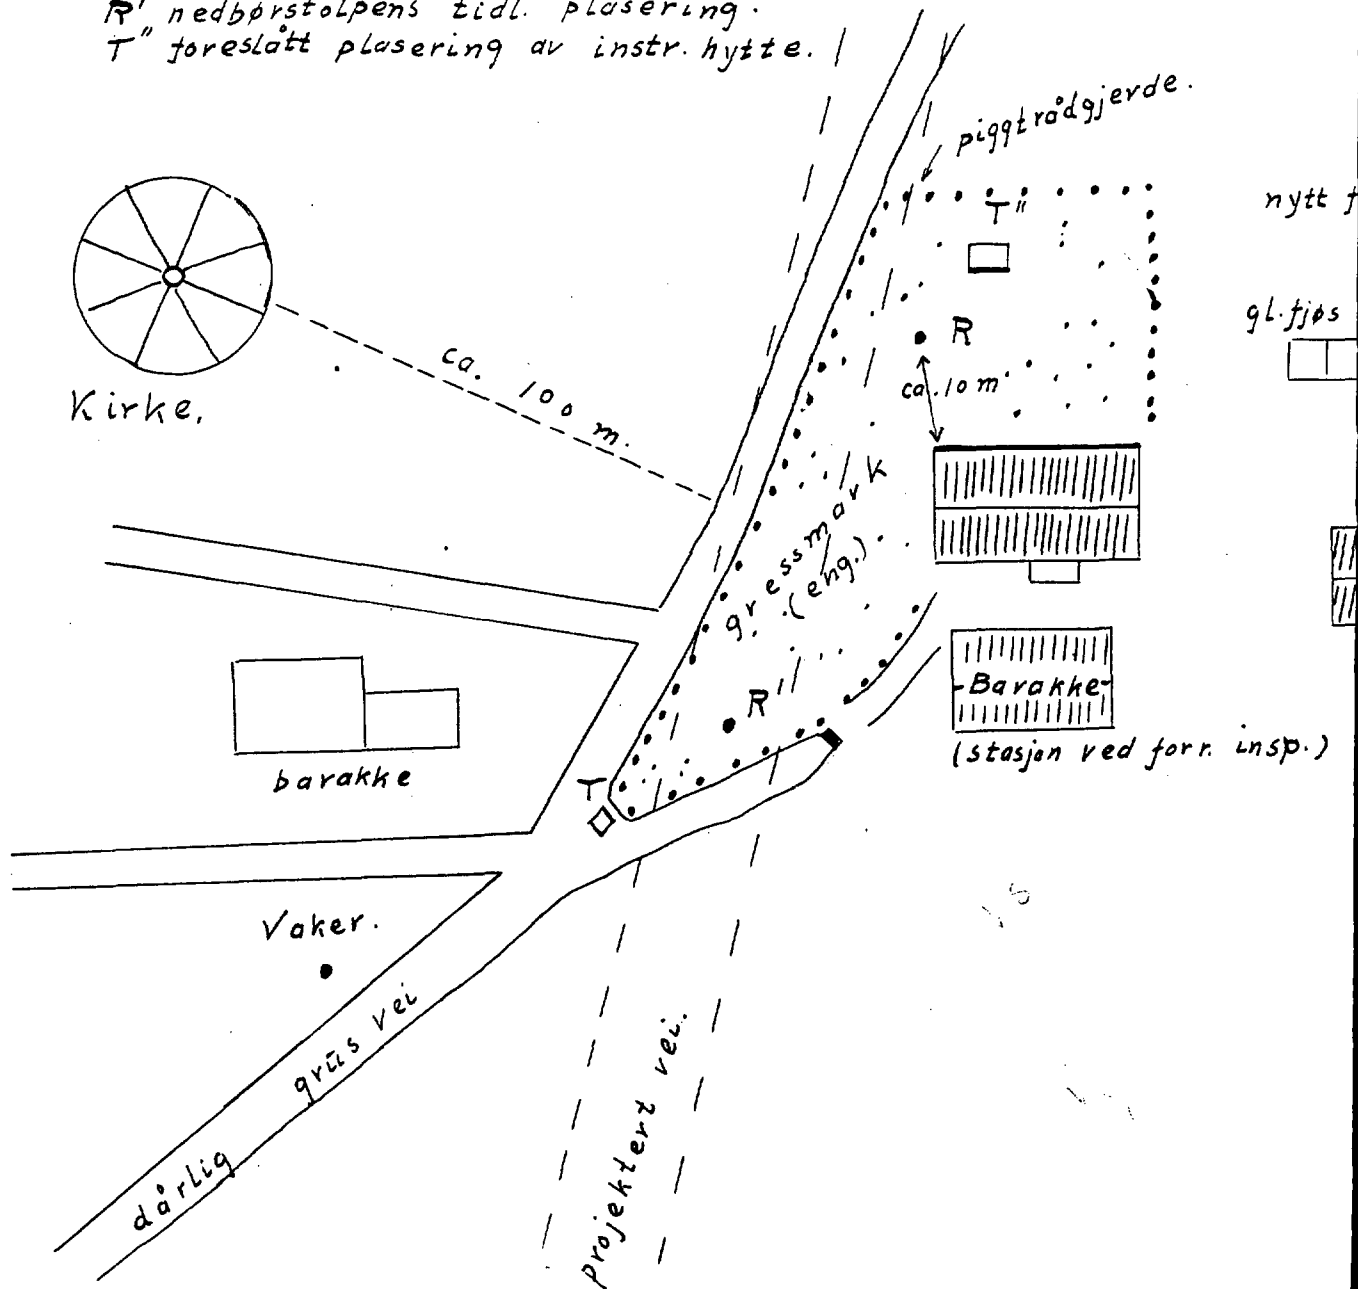 R' nedbørstolpens tidl. plasering.
T" foreslått plasering av instr. hytte.
piggtrådgjerde.
T"
nytt f
gl. fjøs
R
ca. 10 m
ca. 100 m.
Kirke.
gressmark
(eng.)
R'
Barakke
(stasjon ved forr. insp.)
barakke
T
Vaker.
dårlig grus vei
projektert vei.